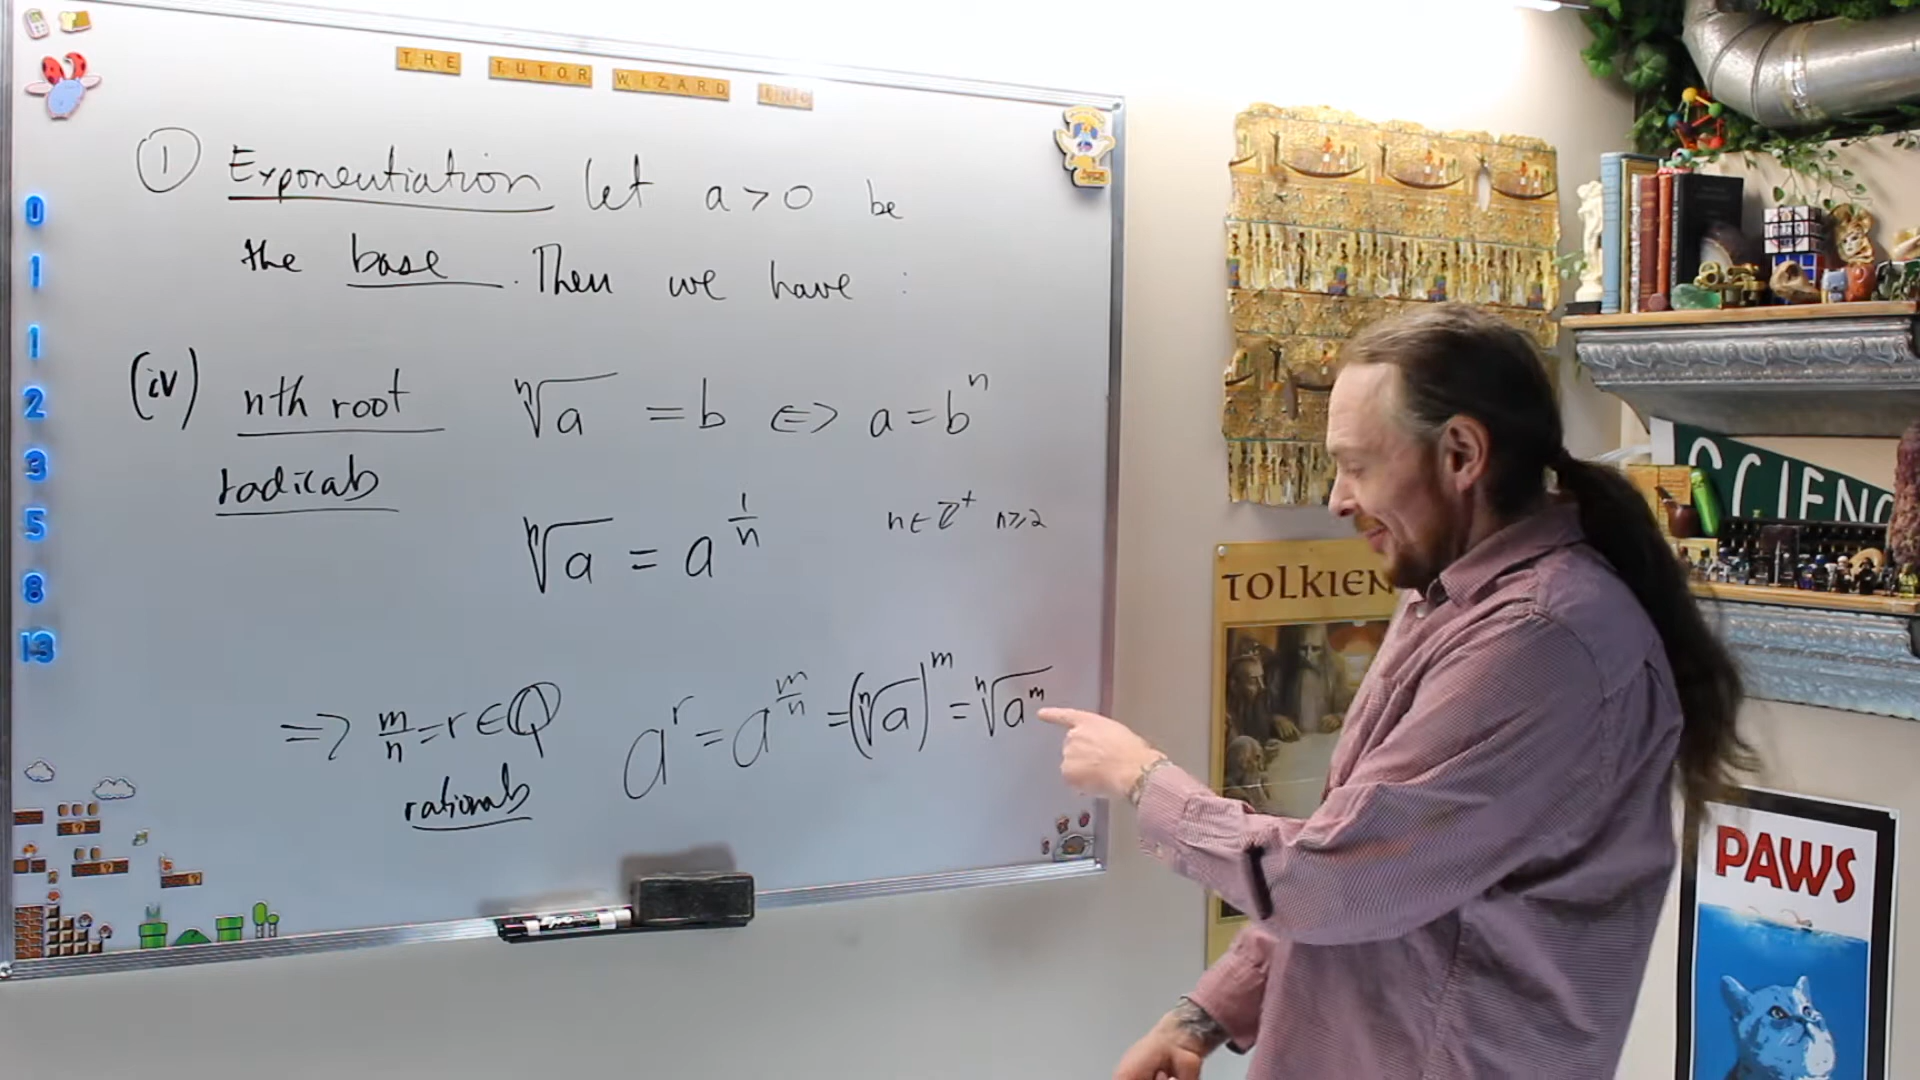 THE TUTOR WIZARD INC
① Exponentiation Let a > 0 be
the base. Then we have :
(iv) nth root ⁿ√a = b ⟺ a = bⁿ
radicals
ⁿ√a = a^(1/n) n ∈ ℤ⁺ n ≥ 2
⟹ m/n = r ∈ ℚ a^r = a^(m/n) = (ⁿ√a)^m = ⁿ√a^m
rationals
0
1
1
2
3
5
8
13
SCIENC
TOLKIEN
PAWS